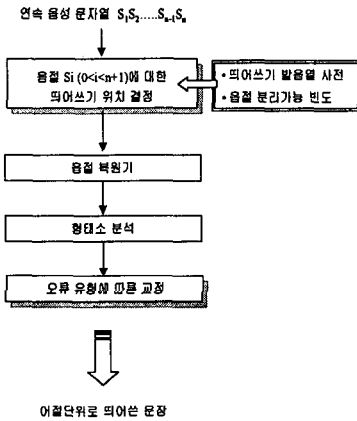 연속 음성 문자열 S₁S₂.....Sₙ₋₁Sₙ
음절 Si (0<i<n+1)에 대한
띄어쓰기 위치 결정
• 띄어쓰기 발음열 사전
• 음절 분리가능 빈도
음절 복원기
형태소 분석
오류 유형에 따른 교정
어절단위로 띄어쓴 문장